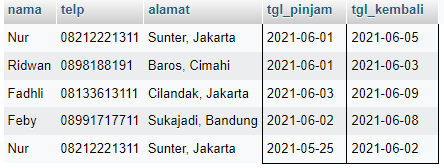 nama telp alamat tgl_pinjam tgl_kembali
Nur 08212221311 Sunter, Jakarta 2021-06-01 2021-06-05
Ridwan 0898188191 Baros, Cimahi 2021-06-01 2021-06-03
Fadhli 08133613111 Cilandak, Jakarta 2021-06-03 2021-06-09
Feby 08991717711 Sukajadi, Bandung 2021-06-02 2021-06-08
Nur 08212221311 Sunter, Jakarta 2021-05-25 2021-06-02